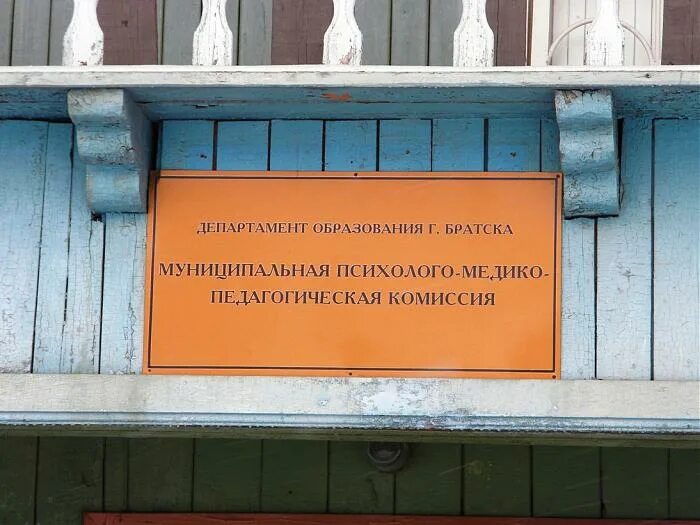 ДЕПАРТАМЕНТ ОБРАЗОВАНИЯ Г. БРАТСКА
МУНИЦИПАЛЬНАЯ ПСИХОЛОГО-МЕДИКО-
ПЕДАГОГИЧЕСКАЯ КОМИССИЯ